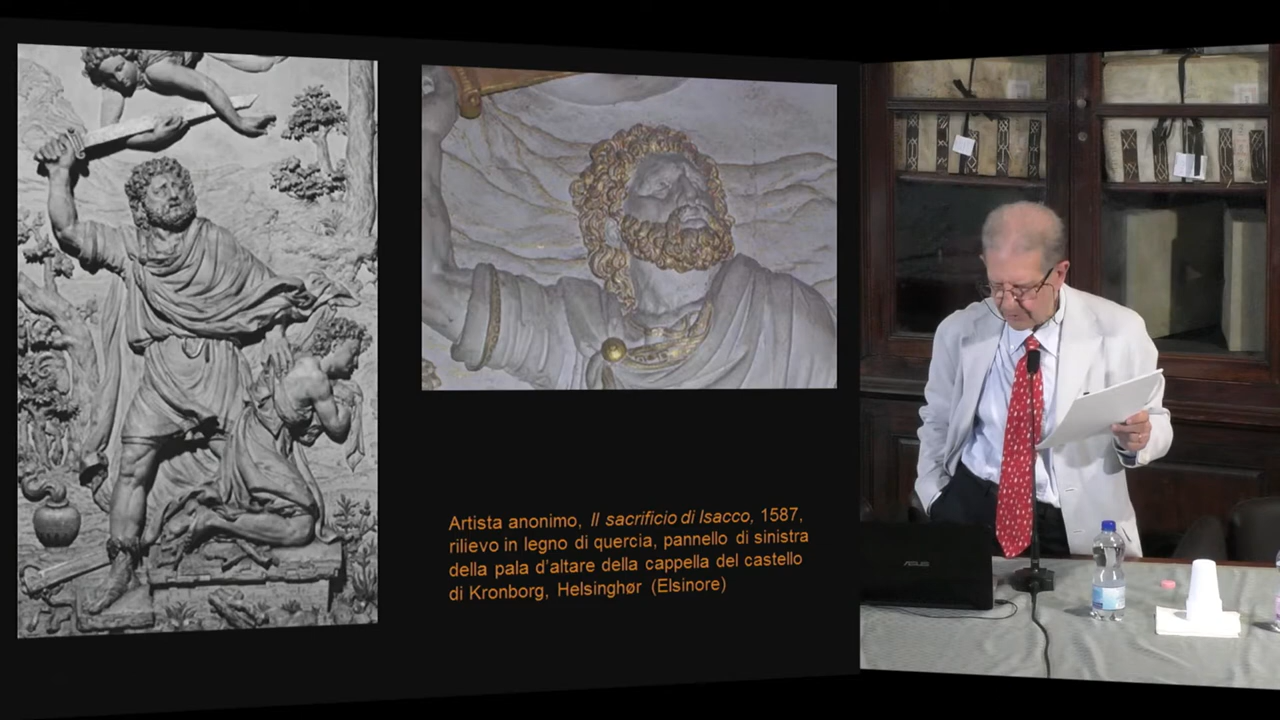 Artista anonimo, Il sacrificio di Isacco, 1587,
rilievo in legno di quercia, pannello di sinistra
della pala d'altare della cappella del castello
di Kronborg, Helsinghør (Elsinore)
ASUS